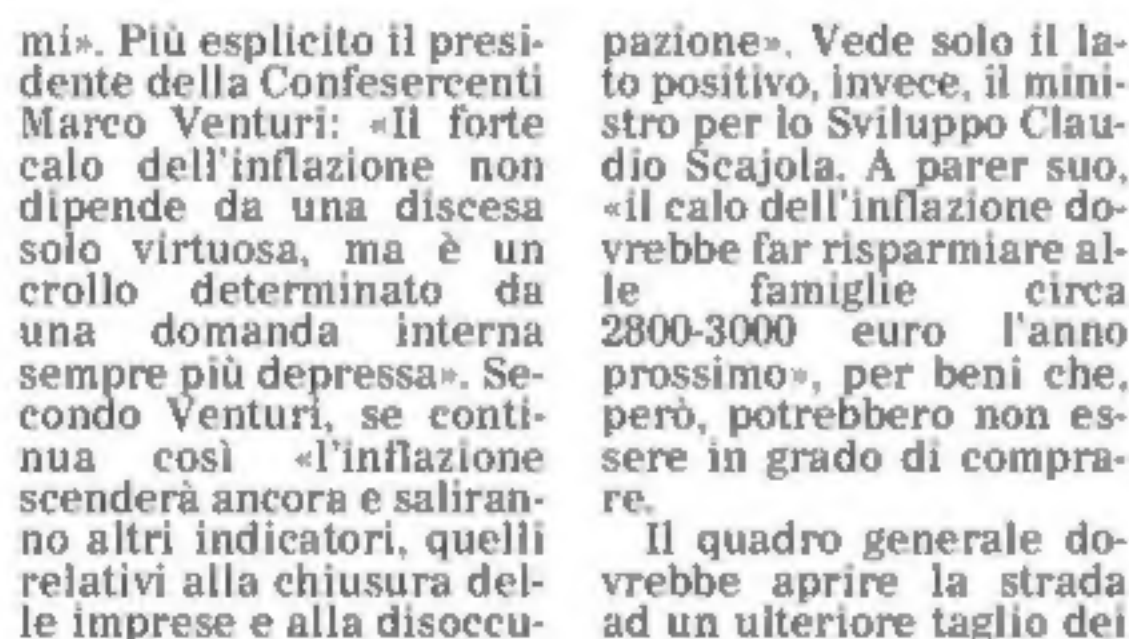 mi». Più esplicito il presi-
dente della Confesercenti
Marco Venturi: «Il forte
calo dell'inflazione non
dipende da una discesa
solo virtuosa, ma è un
crollo determinato da
una domanda interna
sempre più depressa». Se-
condo Venturi, se conti-
nua così «l'inflazione
scenderà ancora e saliran-
no altri indicatori, quelli
relativi alla chiusura del-
le imprese e alla disoccu-
pazione». Vede solo il la-
to positivo, invece, il mini-
stro per lo Sviluppo Clau-
dio Scajola. A parer suo,
«il calo dell'inflazione do-
vrebbe far risparmiare al-
le famiglie circa
2800-3000 euro l'anno
prossimo», per beni che,
però, potrebbero non es-
sere in grado di compra-
re.
Il quadro generale do-
vrebbe aprire la strada
ad un ulteriore taglio dei